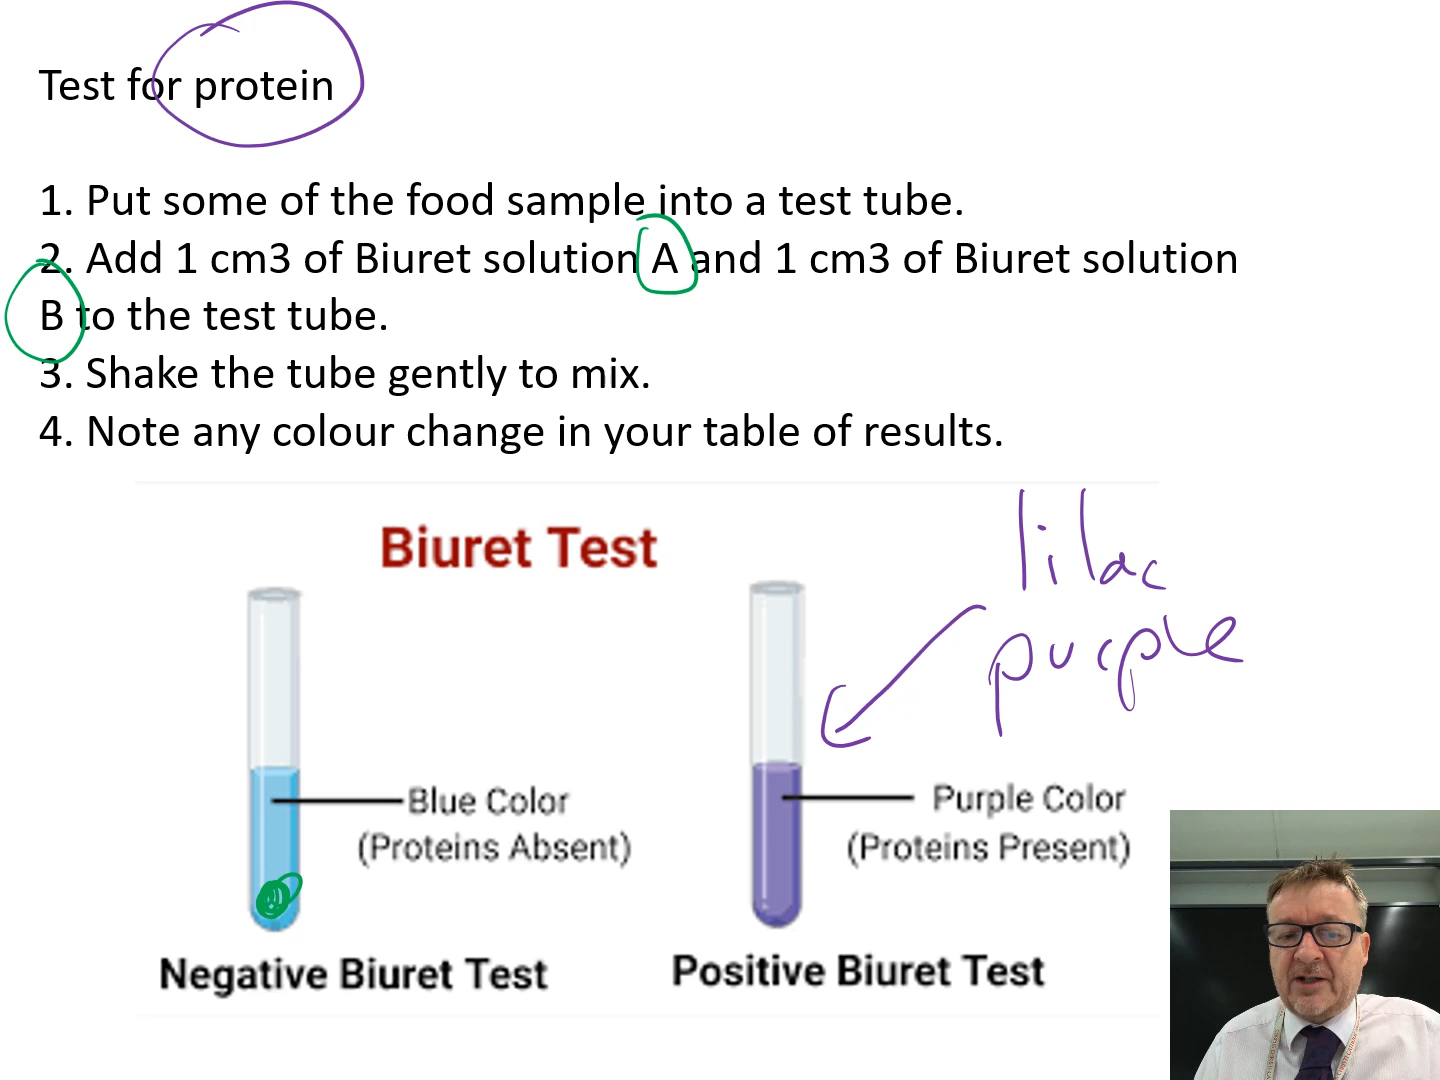 Test for protein
1. Put some of the food sample into a test tube.
2. Add 1 cm3 of Biuret solution A and 1 cm3 of Biuret solution
B to the test tube.
3. Shake the tube gently to mix.
4. Note any colour change in your table of results.
Biuret Test
lilac
purple
Blue Color
(Proteins Absent)
Purple Color
(Proteins Present)
Negative Biuret Test
Positive Biuret Test